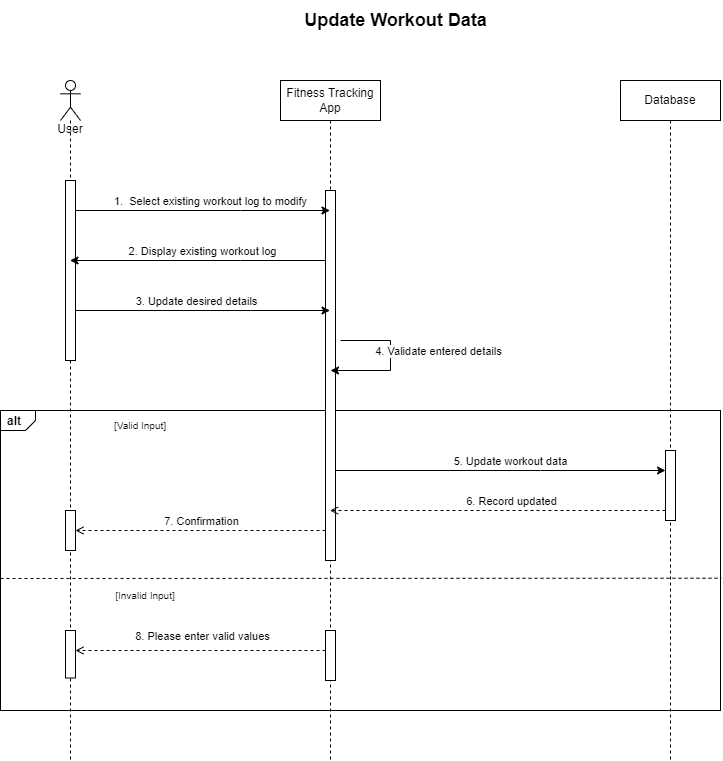 Update Workout Data
User
Fitness Tracking
App
Database
1. Select existing workout log to modify
2. Display existing workout log
3. Update desired details
4. Validate entered details
alt
[Valid Input]
5. Update workout data
6. Record updated
7. Confirmation
[Invalid Input]
8. Please enter valid values